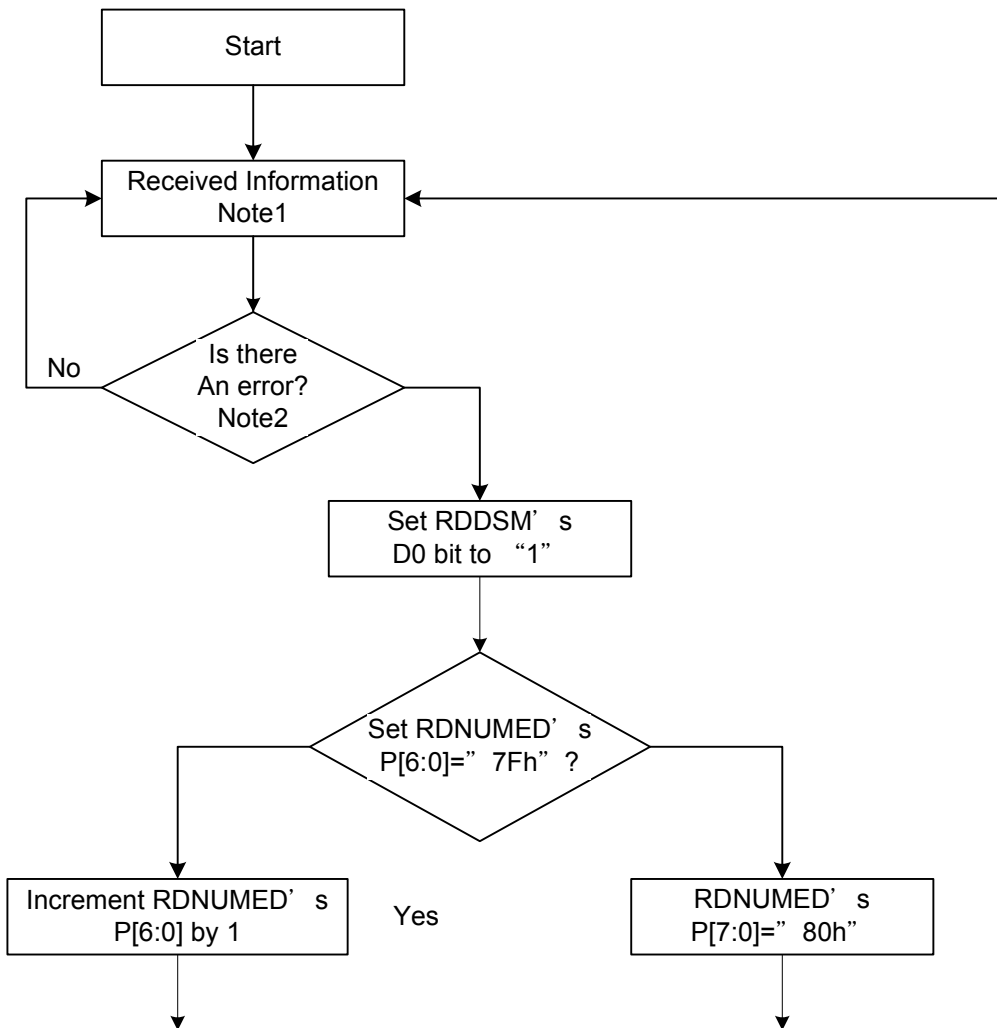 Start
Received Information
Note1
Is there
An error?
Note2
No
Set RDDSM’ s
D0 bit to “1”
Set RDNUMED’ s
P[6:0]=” 7Fh” ?
Increment RDNUMED’ s
P[6:0] by 1
Yes
RDNUMED’ s
P[7:0]=” 80h”